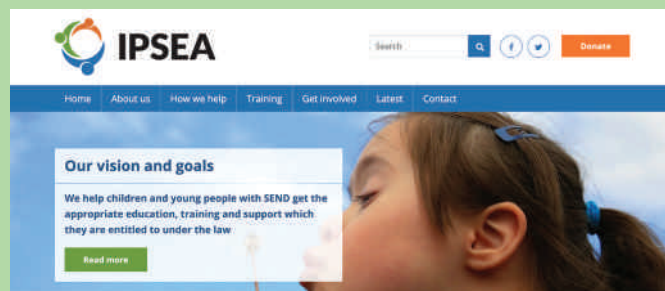 IPSEA
Search
Donate
Home About us How we help Training Get involved Latest Contact
Our vision and goals
We help children and young people with SEND get the
appropriate education, training and support which
they are entitled to under the law
Read more